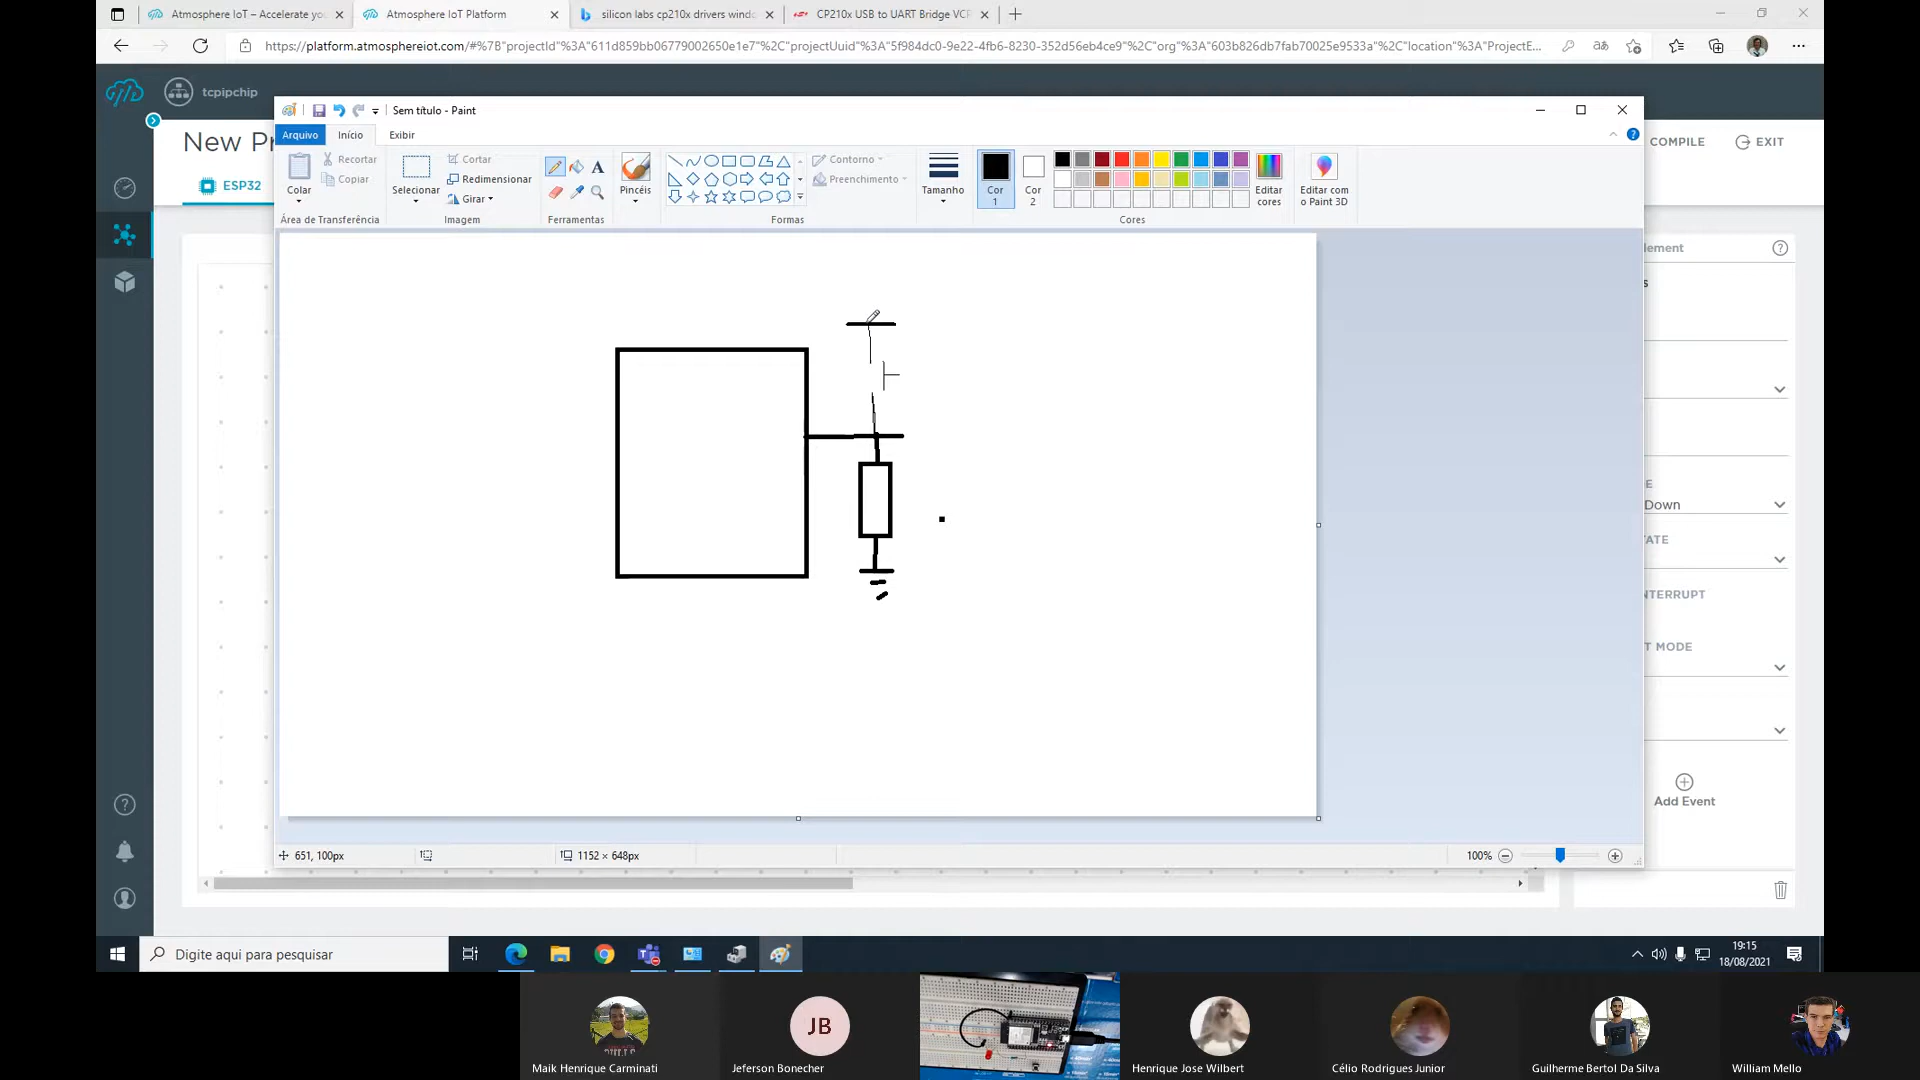 Atmosphere IoT – Accelerate you
Atmosphere IoT Platform
silicon labs cp210x drivers windo
CP210x USB to UART Bridge VCP
https://platform.atmosphereiot.com/#%7B"projectId"%3A"611d859bb06779002650e1e7"%2C"projectUuid"%3A"5f984dc0-9e22-4fb6-8230-352d56eb4ce9"%2C"org"%3A"603b826db7fab70025e9533a"%2C"location"%3A"ProjectE...
tcpipchip
Sem título - Paint
New Pr
COMPILE
EXIT
ESP32
Arquivo
Início
Exibir
Colar
Recortar
Copiar
Área de Transferência
Selecionar
Cortar
Redimensionar
Girar
Imagem
A
Ferramentas
Pincéis
Contorno
Preenchimento
Formas
Tamanho
Cor
1
Cor
2
Editar
cores
Cores
Editar com
o Paint 3D
lement
s
E
Down
ATE
NTERRUPT
T MODE
Add Event
651, 100px
1152 × 648px
100%
Digite aqui para pesquisar
19:15
18/08/2021
Maik Henrique Carminati
JB
Jeferson Bonecher
Henrique Jose Wilbert
Célio Rodrigues Junior
Guilherme Bertol Da Silva
William Mello